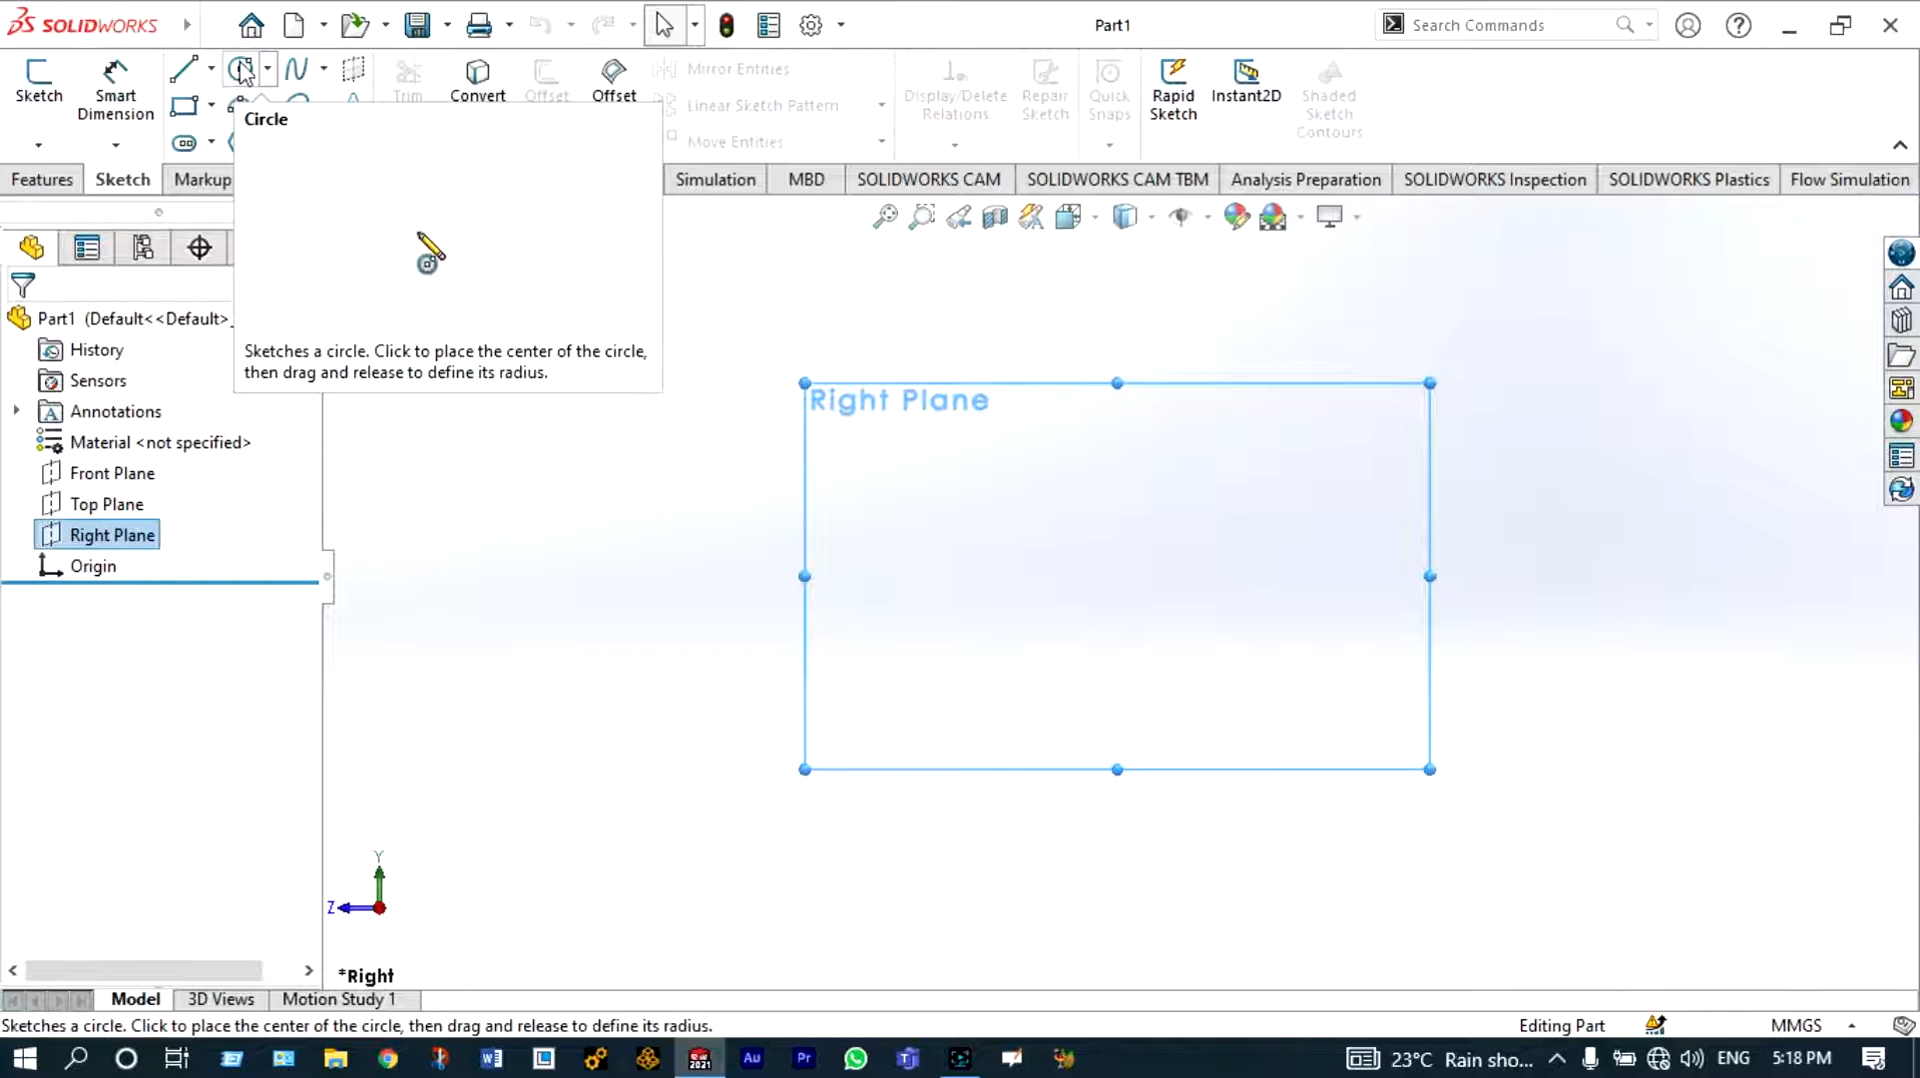 SOLIDWORKS
Part1
Search Commands
Sketch
Smart
Dimension
Trim
Convert
Offset
Offset
Mirror Entities
Linear Sketch Pattern
Move Entities
Display/Delete
Relations
Repair
Sketch
Quick
Snaps
Rapid
Sketch
Instant2D
Shaded
Sketch
Contours
Circle
Sketches a circle. Click to place the center of the circle,
then drag and release to define its radius.
Features
Sketch
Markup
Simulation
MBD
SOLIDWORKS CAM
SOLIDWORKS CAM TBM
Analysis Preparation
SOLIDWORKS Inspection
SOLIDWORKS Plastics
Flow Simulation
Part1 (Default<<Default>_
History
Sensors
Annotations
Material <not specified>
Front Plane
Top Plane
Right Plane
Origin
Right Plane
Y
Z
*Right
Model
3D Views
Motion Study 1
Sketches a circle. Click to place the center of the circle, then drag and release to define its radius.
Editing Part
MMGS
23°C Rain sho...
ENG
5:18 PM